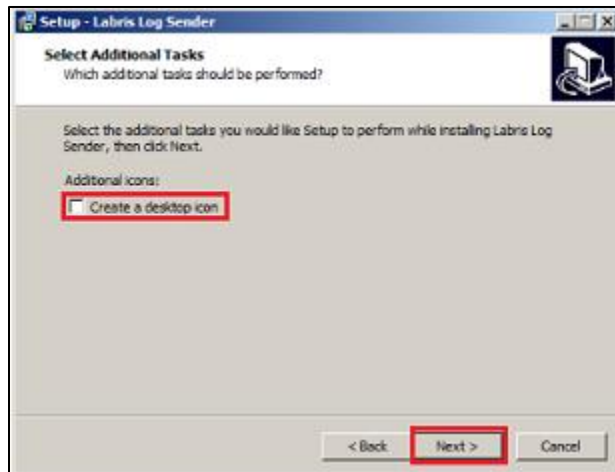 Setup - Labris Log Sender
Select Additional Tasks
Which additional tasks should be performed?
Select the additional tasks you would like Setup to perform while installing Labris Log
Sender, then click Next.
Additional icons:
Create a desktop icon
< Back
Next >
Cancel